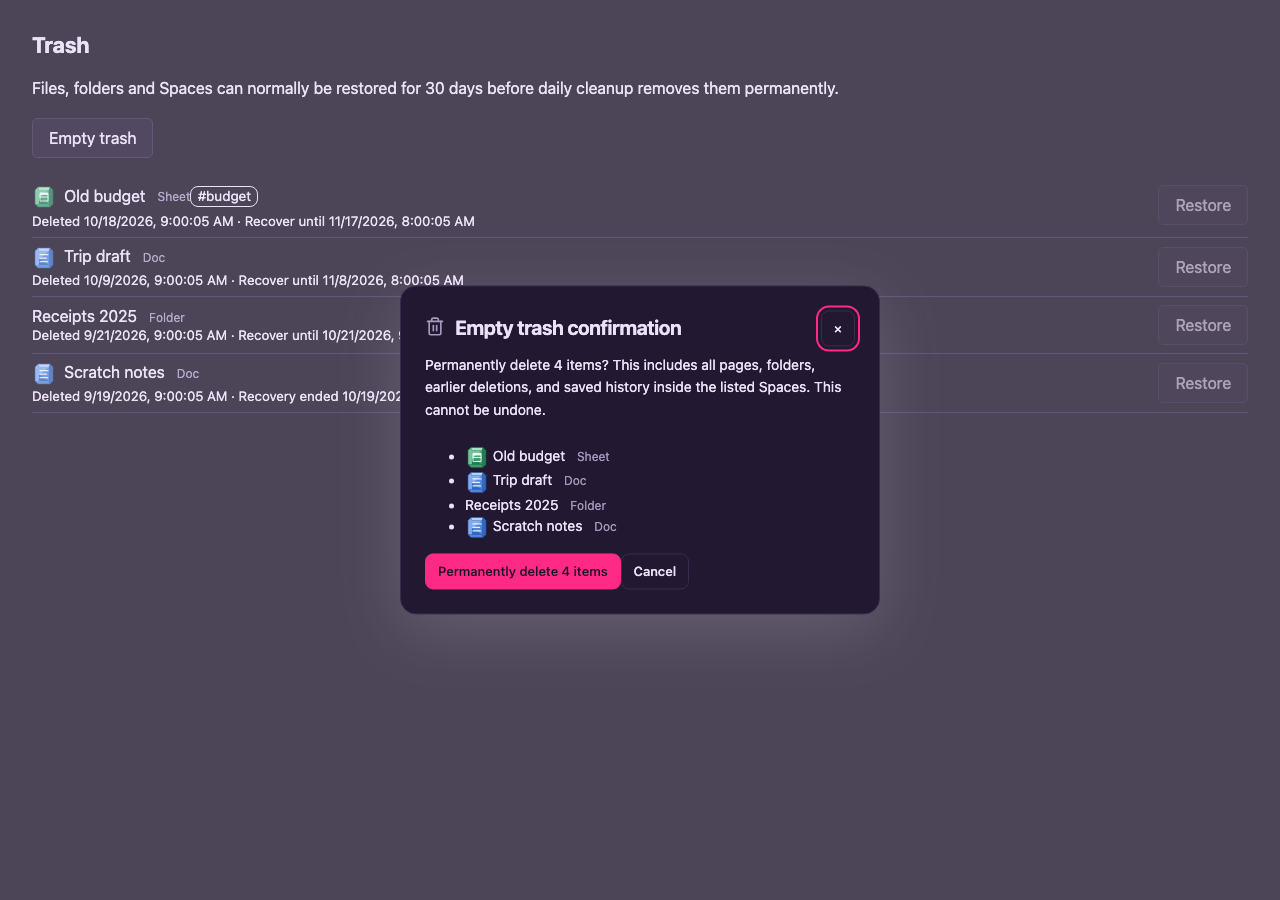 Trash
Files, folders and Spaces can normally be restored for 30 days before daily cleanup removes them permanently.
Empty trash
Old budget Sheet #budget
Deleted 10/18/2026, 9:00:05 AM · Recover until 11/17/2026, 8:00:05 AM
Restore
Trip draft Doc
Deleted 10/9/2026, 9:00:05 AM · Recover until 11/8/2026, 8:00:05 AM
Restore
Receipts 2025 Folder
Deleted 9/21/2026, 9:00:05 AM · Recover until 10/21/2026,
Restore
Scratch notes Doc
Deleted 9/19/2026, 9:00:05 AM · Recovery ended
Restore
Empty trash confirmation
×
Permanently delete 4 items? This includes all pages, folders,
earlier deletions, and saved history inside the listed Spaces. This
cannot be undone.
• Old budget Sheet
• Trip draft Doc
• Receipts 2025 Folder
• Scratch notes Doc
Permanently delete 4 items
Cancel